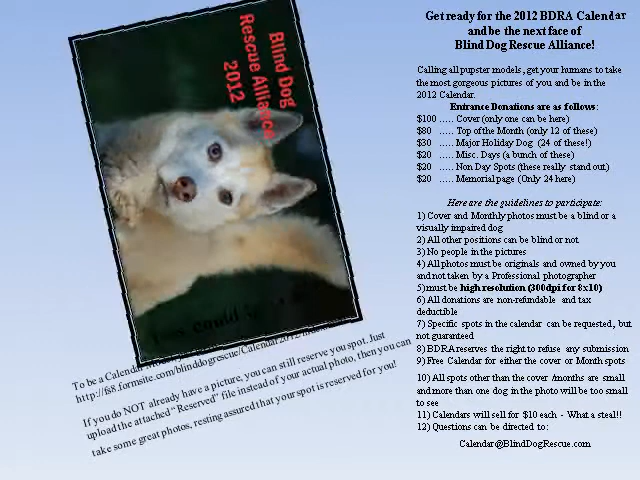 Blind Dog
Rescue Alliance
2012
This Could
To be a Calendar
http://fs8.formsite.com/blinddogrescue/Calendar2012
If you do NOT already have a picture, you can still reserve you spot. Just
upload the attached "Reserved" file instead of your actual photo, then you can
take some great photos, resting assured that your spot is reserved for you!
Get ready for the 2012 BDRA Calendar
and be the next face of
Blind Dog Rescue Alliance!
Calling all pupster models, get your humans to take
the most gorgeous pictures of you and be in the
2012 Calendar.
Entrance Donations are as follows:
$100 ..... Cover (only one can be here)
$80 ..... Top of the Month (only 12 of these)
$30 ..... Major Holiday Dog (24 of these!)
$20 ..... Misc. Days (a bunch of these)
$20 ..... Non Day Spots (these really stand out)
$20 ..... Memorial page (Only 24 here)
Here are the guidelines to participate:
1) Cover and Monthly photos must be a blind or a
visually impaired dog
2) All other positions can be blind or not
3) No people in the pictures
4) All photos must be originals and owned by you
and not taken by a Professional photographer
5) must be high resolution (300dpi for 8x10)
6) All donations are non-refundable and tax
deductible
7) Specific spots in the calendar can be requested, but
not guaranteed
8) BDRA reserves the right to refuse any submission
9) Free Calendar for either the cover or Month spots
10) All spots other than the cover /months are small
and more than one dog in the photo will be too small
to see
11) Calendars will sell for $10 each - What a steal!!
12) Questions can be directed to:
Calendar@BlindDogRescue.com